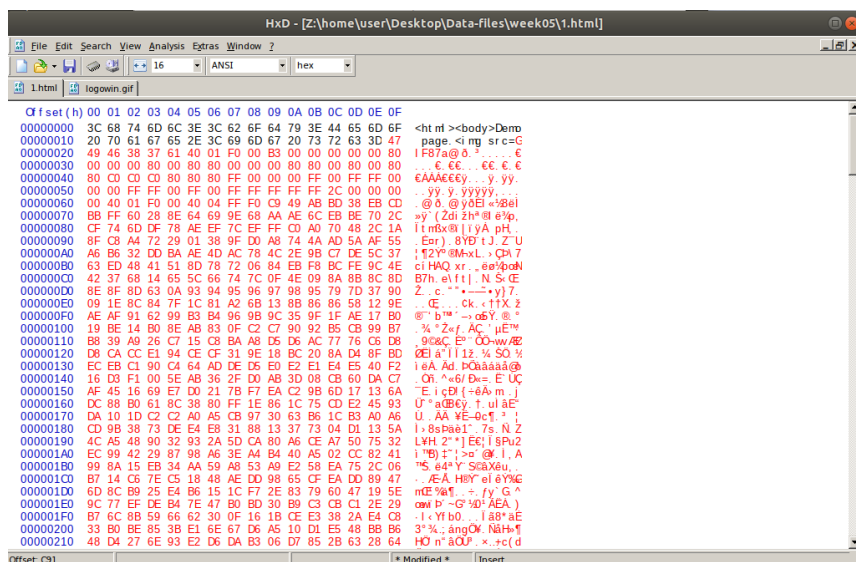 HxD - [Z:\home\user\Desktop\Data-files\week05\1.html]
File Edit Search View Analysis Extras Window ?
16 ANSI hex
1.html logowin.gif
Offset(h) 00 01 02 03 04 05 06 07 08 09 0A 0B 0C 0D 0E 0F
00000000 3C 68 74 6D 6C 3E 3C 62 6F 64 79 3E 44 65 6D 6F <html><body>Demo
00000010 20 70 61 67 65 2E 3C 69 6D 67 20 73 72 63 3D 47 page.<img src=G
00000020 49 46 38 37 61 40 01 F0 00 B3 00 00 00 00 00 80 IF87a@.ð.³.....€
00000030 00 00 80 80 00 00 80 80 00 80 00 80 80 80 80 80
00000040 80 C0 C0 C0 80 80 FF 00 00 00 FF 00 FF FF 00
00000050 00 00 FF FF 00 FF FF FF FF FF 2C 00 00 00
00000060 00 40 01 F0 00 40 04 FF F0 C9 49 AB BD 38 EB CD
00000070 BB FF 60 28 8E 64 69 9E 68 AA AE 6C EB BE 70 2C
00000080 CF 74 6D DF 78 AE EF 7C EF FF C0 A0 70 48 2C 1A
00000090 8F C8 A4 72 29 01 38 9F D0 A8 74 4A AD 5A AF 55
000000A0 A6 B6 32 DD BA AE 4D AC 78 4C 2E 9B C7 DE 5C 37
000000B0 63 ED 48 41 51 8D 78 72 06 84 EB F8 BC FE 9C 4E
000000C0 42 37 68 14 65 5C 66 74 7C 0F 4E 09 8A 8B 8C 8D
000000D0 8E 8F 8D 63 0A 93 94 95 96 97 98 95 79 7D 37 90
000000E0 09 1E 8C 84 7F 1C 81 A2 6B 13 8B 86 86 58 12 9E
000000F0 AE AF 91 62 99 B3 B4 96 9B 9C 35 9F 1F AE 17 B0
00000100 19 BE 14 B0 8E AB 83 0F C2 C7 90 92 B5 CB 99 B7
00000110 B8 39 A9 26 C7 15 C8 BA A8 D5 D6 AC 77 76 C6 D8
00000120 D8 CA CC E1 94 CE CF 31 9E 18 BC 20 8A D4 8F BD
00000130 EC EB C1 90 C4 64 AD DE D5 E0 E2 E1 E4 E5 40 F2
00000140 16 D3 F1 00 5E AB 36 2F D0 AB 3D 08 CB 60 DA C7
00000150 AF 45 16 69 E7 D0 21 7B F7 EA C2 9B 6D 17 13 6A
00000160 DC 88 B0 61 8C 38 80 FF 1E 86 1C 75 CD E2 45 93
00000170 DA 10 1D C2 C2 A0 A5 CB 97 30 63 B6 1C B3 A0 A6
00000180 CD 9B 38 73 DE E4 E8 31 88 13 37 73 04 D1 13 5A
00000190 4C A5 48 90 32 93 2A 5D CA 80 A6 CE A7 50 75 32
000001A0 EC 99 42 29 87 98 A6 3E A4 B4 40 A5 02 CC 82 41
000001B0 99 8A 15 EB 34 AA 59 A8 53 A9 E2 58 EA 75 2C 06
000001C0 B7 14 C6 7E C5 18 48 AE DD 98 65 CF EA DD 89 47
000001D0 6D 8C B9 25 E4 B6 15 1C F7 2E 83 79 60 47 19 5E
000001E0 9C 77 EF DE B4 7E 47 B0 BD 30 B9 C3 CB C1 2E 29
000001F0 B7 6C 8B 59 66 62 30 0F 16 1B CE E3 38 2A E4 C8
00000200 33 B0 BE 85 3B E1 6E 67 D6 A5 10 D1 E5 48 BB B6
00000210 48 D4 27 6E 93 E2 D6 DA B3 06 D7 85 2B 63 28 64
Offset: C91 * Modified * Insert